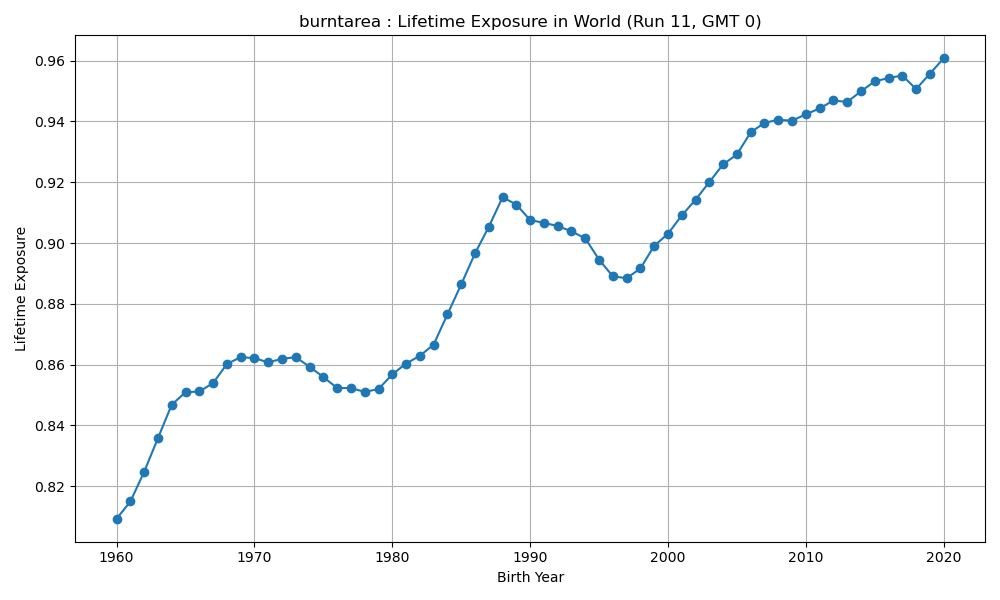 burntarea : Lifetime Exposure in World (Run 11, GMT 0)
Lifetime Exposure
0.96
0.94
0.92
0.90
0.88
0.86
0.84
0.82
1960 1970 1980 1990 2000 2010 2020
Birth Year